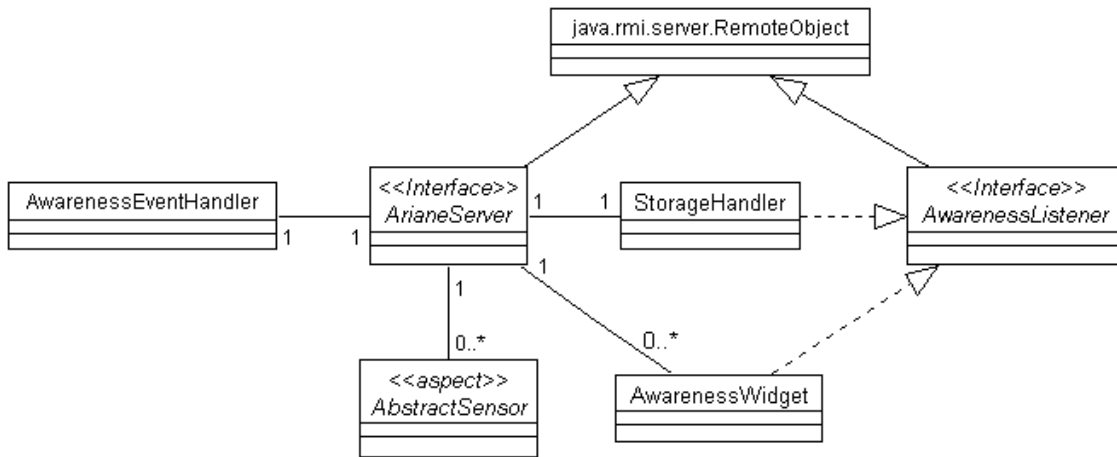 java.rmi.server.RemoteObject
AwarenessEventHandler
<<Interface>>
ArianeServer
StorageHandler
<<Interface>>
AwarenessListener
1
1
1
1
1
1
0..*
0..*
<<aspect>>
AbstractSensor
AwarenessWidget